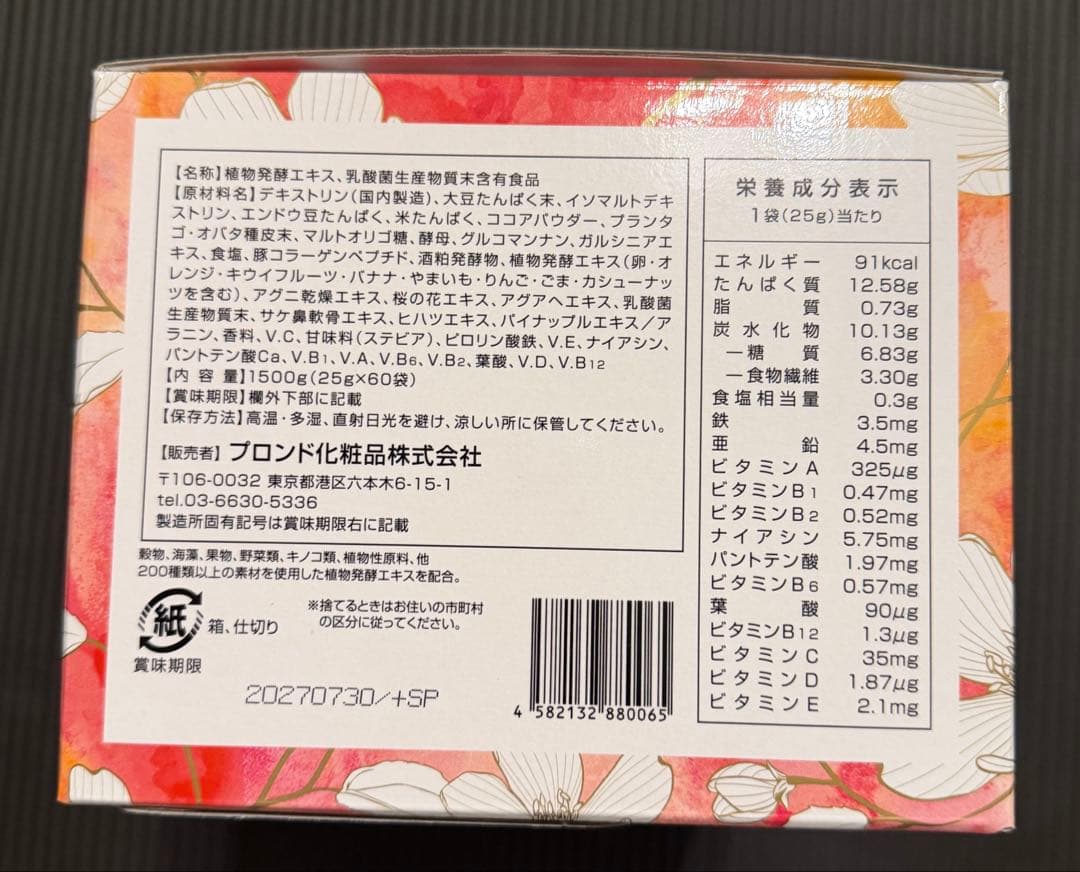 【名称】植物発酵エキス、乳酸菌生産物質末含有食品
【原材料名】デキストリン(国内製造)、大豆たんぱく末、イソマルトデキ
ストリン、エンドウ豆たんぱく、米たんぱく、ココアパウダー、プランタ
ゴ・オバタ種皮末、マルトオリゴ糖、酵母、グルコマンナン、ガルシニアエ
キス、食塩、豚コラーゲンペプチド、酒粕発酵物、植物発酵エキス(卵・オ
レンジ・キウイフルーツ・バナナ・やまいも・りんご・ごま・カシューナッ
ツを含む)、アグニ乾燥エキス、桜の花エキス、アグアヘエキス、乳酸菌
生産物質末、サケ鼻軟骨エキス、ヒハツエキス、パイナップルエキス/ア
ラニン、香料、V.C、甘味料(ステビア)、ピロリン酸鉄、V.E、ナイアシン、
パントテン酸Ca、V.B1、V.A、V.B6、V.B2、葉酸、V.D、V.B12
【内容量】1500g(25g×60袋)
【賞味期限】欄外下部に記載
【保存方法】高温・多湿、直射日光を避け、涼しい所に保管してください。
【販売者】プロンド化粧品株式会社
〒106-0032 東京都港区六本木6-15-1
tel.03-6630-5336
製造所固有記号は賞味期限右に記載
穀物、海藻、果物、野菜類、キノコ類、植物性原料、他
200種類以上の素材を使用した植物発酵エキスを配合。
紙 箱、仕切り
※捨てるときはお住いの市町村
の区分に従ってください。
賞味期限
20270730/+SP
4 582132 880065
栄養成分表示
1袋(25g)当たり
エネルギー 91kcal
たんぱく質 12.58g
脂質 0.73g
炭水化物 10.13g
―糖質 6.83g
―食物繊維 3.30g
食塩相当量 0.3g
鉄 3.5mg
亜鉛 4.5mg
ビタミンA 325μg
ビタミンB1 0.47mg
ビタミンB2 0.52mg
ナイアシン 5.75mg
パントテン酸 1.97mg
ビタミンB6 0.57mg
葉酸 90μg
ビタミンB12 1.3μg
ビタミンC 35mg
ビタミンD 1.87μg
ビタミンE 2.1mg